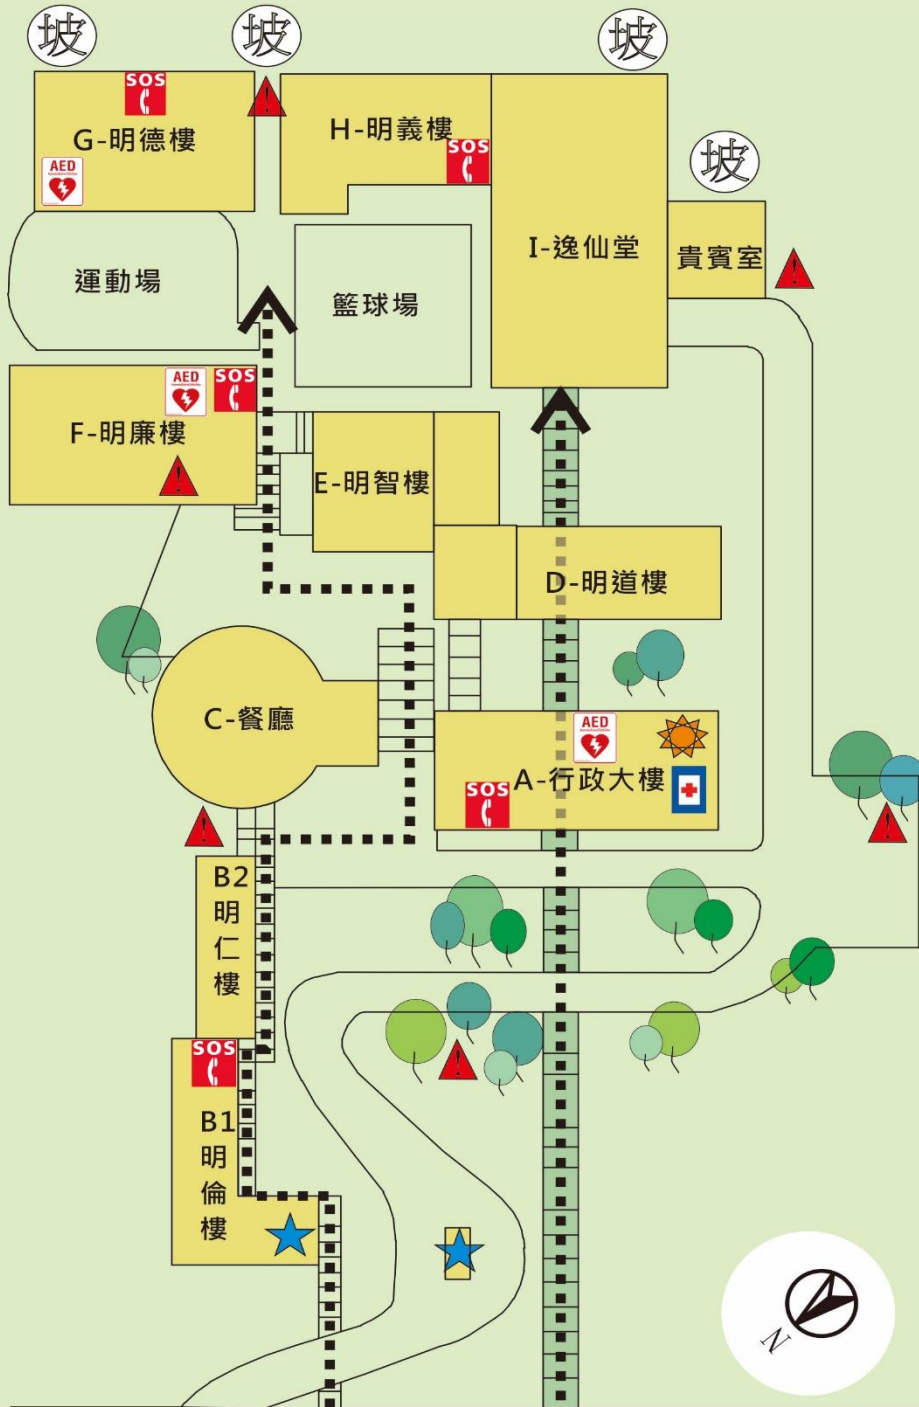 坡
坡
坡
坡
SOS
G-明德樓
AED
H-明義樓
SOS
I-逸仙堂
貴賓室
運動場
籃球場
AED
SOS
F-明廉樓
E-明智樓
D-明道樓
C-餐廳
AED
A-行政大樓
SOS
B2
明
仁
樓
SOS
B1
明
倫
樓
N